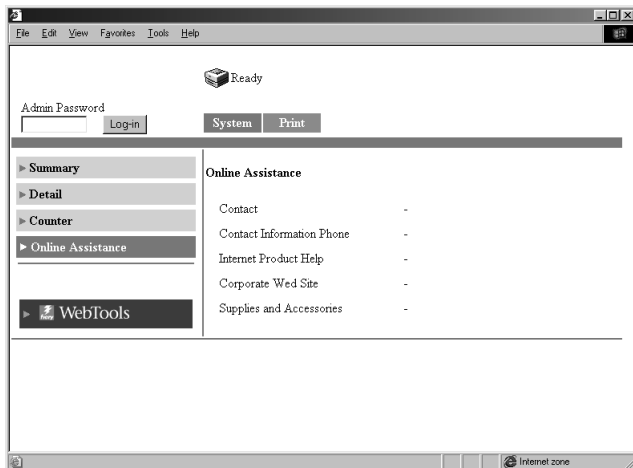 File Edit View Favorites Tools Help
Ready
Admin Password
Log-in
System Print
Summary
Detail
Counter
Online Assistance
fiery WebTools
Online Assistance
Contact -
Contact Information Phone -
Internet Product Help -
Corporate Wed Site -
Supplies and Accessories -
Internet zone